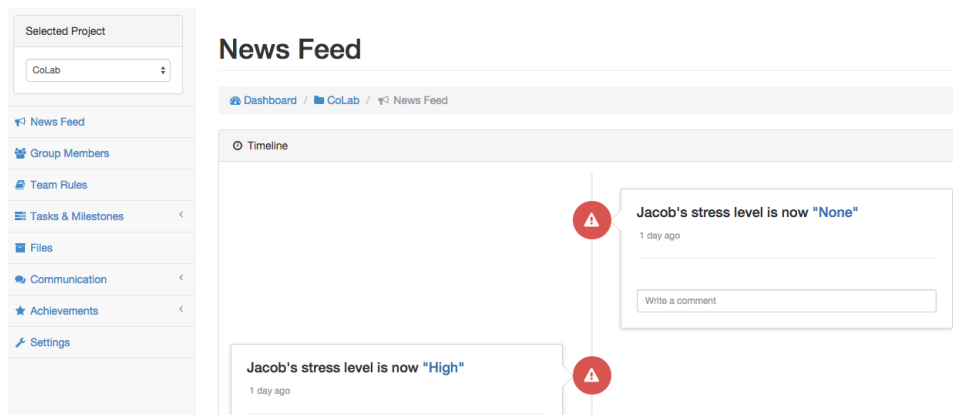 Selected Project
CoLab
News Feed
Group Members
Team Rules
Tasks & Milestones
Files
Communication
Achievements
Settings
News Feed
Dashboard / CoLab / News Feed
Timeline
Jacob's stress level is now "None"
1 day ago
Write a comment
Jacob's stress level is now "High"
1 day ago